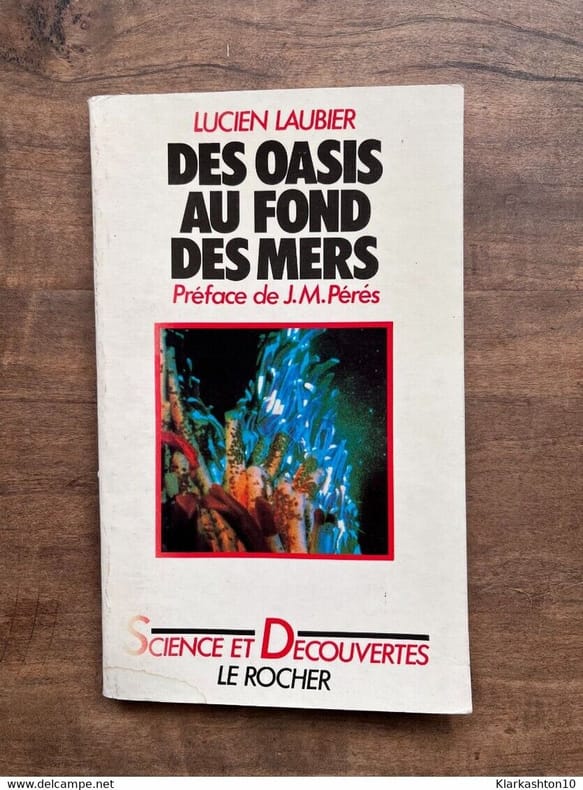 LUCIEN LAUBIER
DES OASIS
AU FOND
DES MERS
Préface de J.M. Pérés
SCIENCE ET DECOUVERTES
LE ROCHER
www.delcampe.net
Klarkashton10